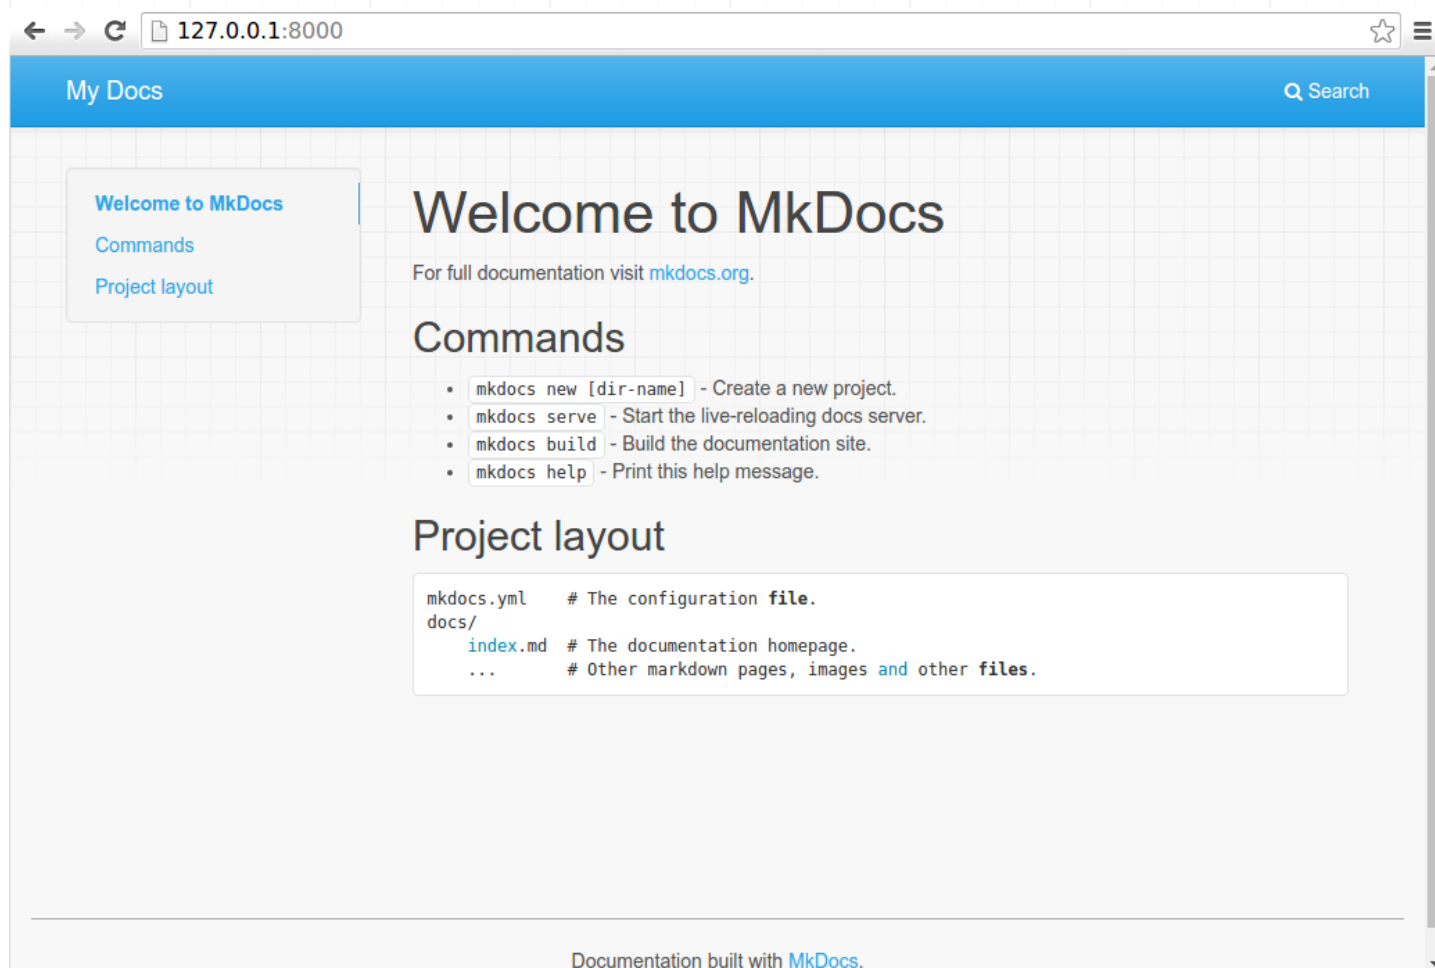 127.0.0.1:8000
My Docs
Search
Welcome to MkDocs
Commands
Project layout
Welcome to MkDocs
For full documentation visit mkdocs.org.
Commands
mkdocs new [dir-name] - Create a new project.
mkdocs serve - Start the live-reloading docs server.
mkdocs build - Build the documentation site.
mkdocs help - Print this help message.
Project layout
mkdocs.yml    # The configuration file.
docs/
    index.md  # The documentation homepage.
    ...       # Other markdown pages, images and other files.
Documentation built with MkDocs.